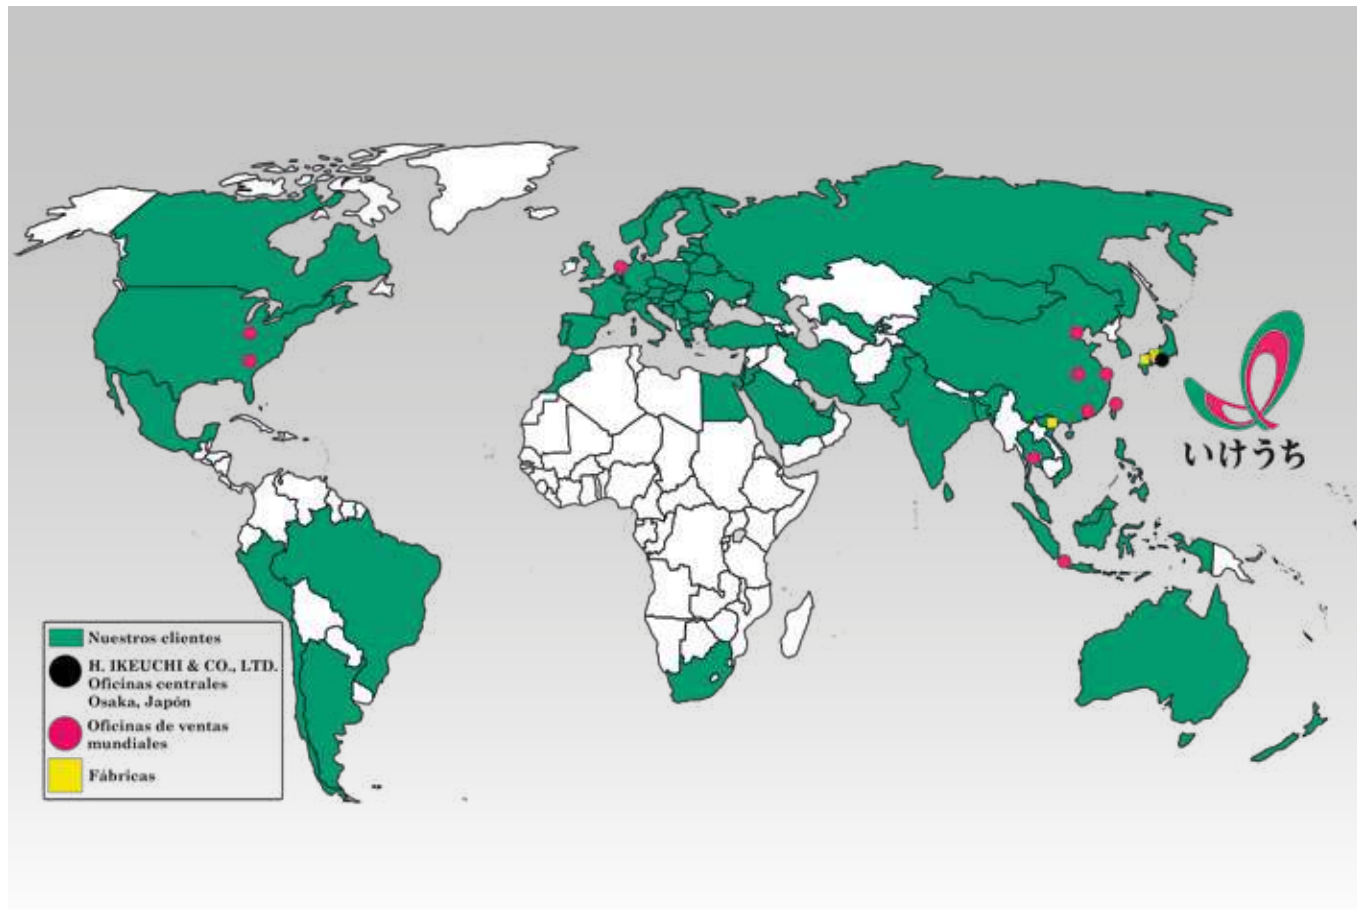 いけうち
Nuestros clientes
H. IKEUCHI & CO., LTD.
Oficinas centrales
Osaka, Japón
Oficinas de ventas
mundiales
Fábricas